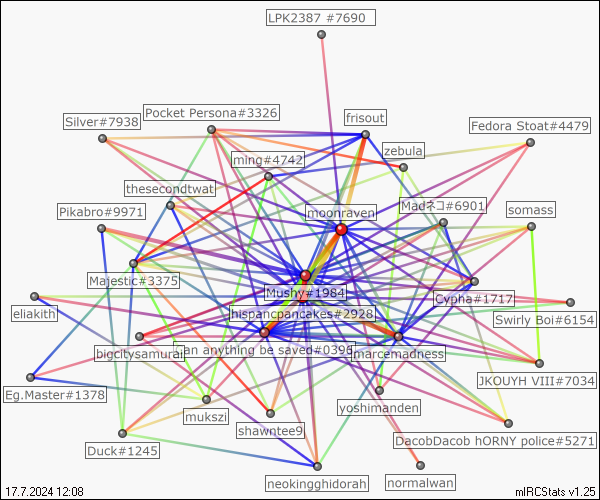 LPK2387 #7690
Pocket Persona#3326
Silver#7938
frisout
Fedora Stoat#4479
zebula
ming#4742
thesecondtwat
Pikabro#9971
moonraven
Madネコ#6901
somass
Majestic#3375
Mushy#1984
Cypha#1717
eliakith
hispancpancakes#2928
Swirly Boi#6154
bigcitysamurai
an anything be saved#0396
marcemadness
JKOUYH VIII#7034
Eg.Master#1378
mukszi
yoshimanden
shawntee9
DacobDacob hORNY police#5271
Duck#1245
neokingghidorah
normalwan
17.7.2024 12:08
mIRCStats v1.25